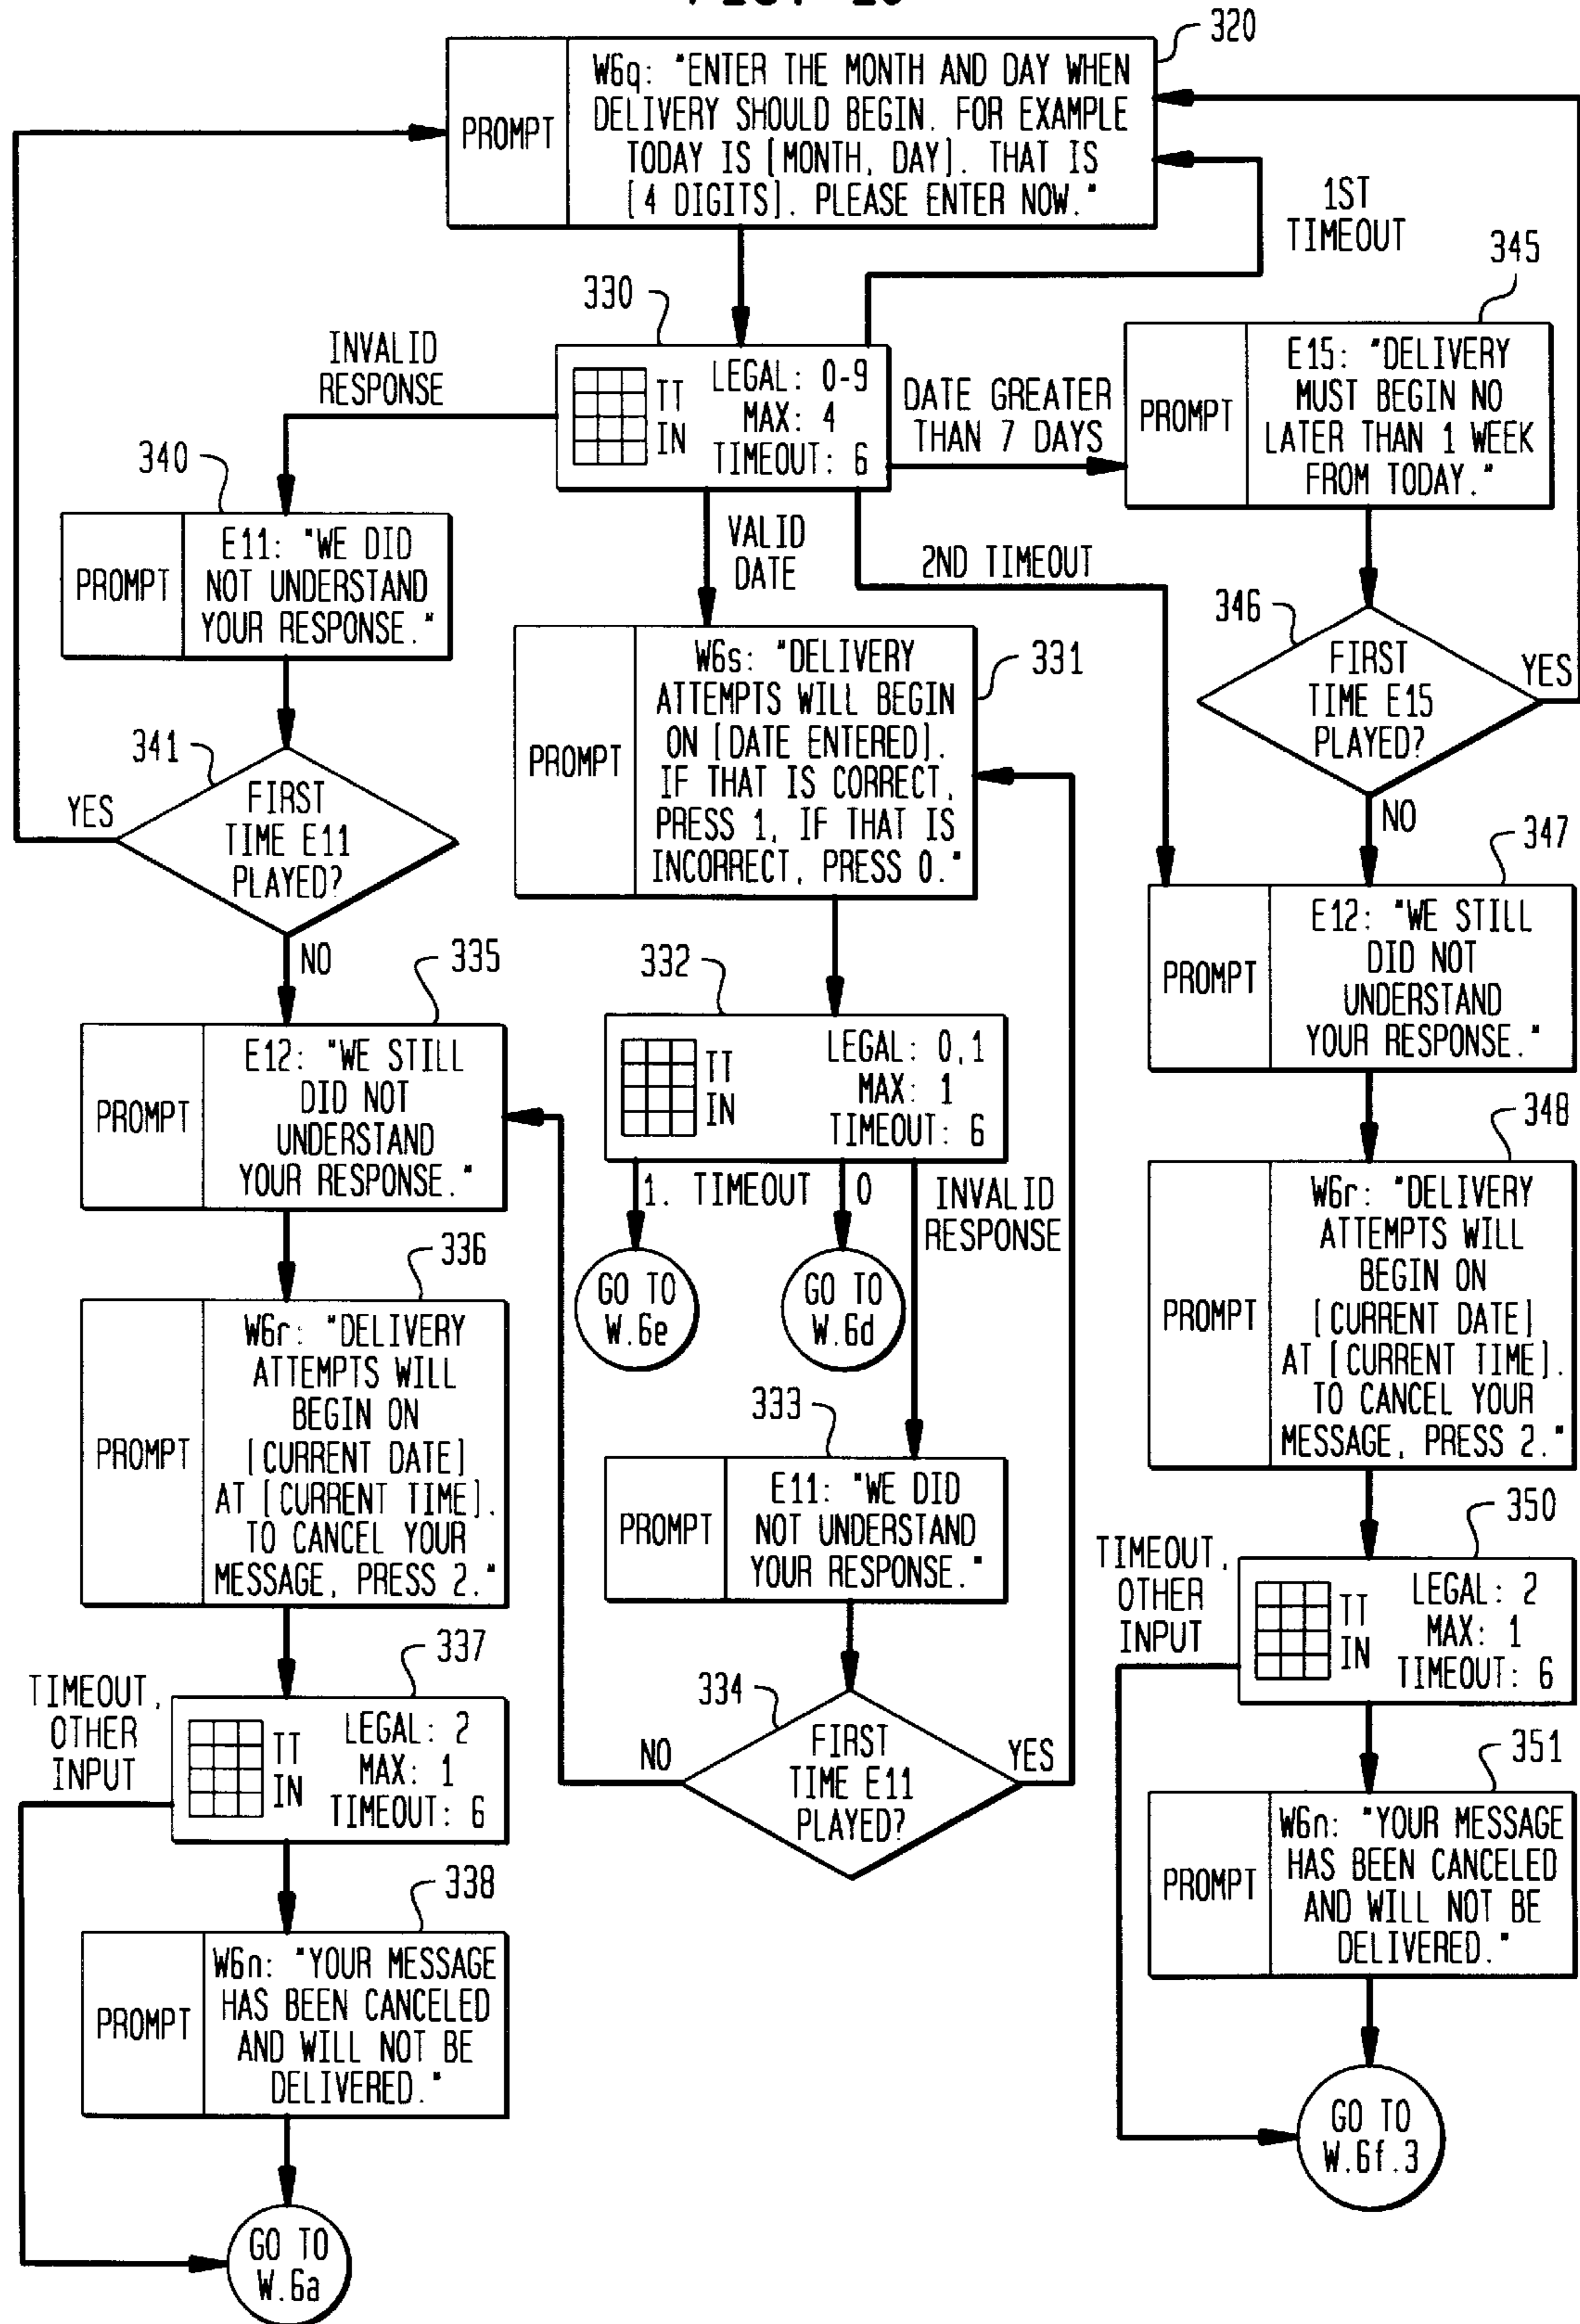 320
PROMPT
W6q: "ENTER THE MONTH AND DAY WHEN
DELIVERY SHOULD BEGIN. FOR EXAMPLE
TODAY IS [MONTH, DAY]. THAT IS
[4 DIGITS]. PLEASE ENTER NOW."
1ST
TIMEOUT
330
TT
IN
LEGAL: 0-9
MAX: 4
TIMEOUT: 6
INVALID
RESPONSE
DATE GREATER
THAN 7 DAYS
345
PROMPT
E15: "DELIVERY
MUST BEGIN NO
LATER THAN 1 WEEK
FROM TODAY."
340
PROMPT
E11: "WE DID
NOT UNDERSTAND
YOUR RESPONSE."
VALID
DATE
2ND TIMEOUT
346
FIRST
TIME E15
PLAYED?
YES
NO
341
FIRST
TIME E11
PLAYED?
YES
NO
331
PROMPT
W6s: "DELIVERY
ATTEMPTS WILL BEGIN
ON [DATE ENTERED].
IF THAT IS CORRECT,
PRESS 1, IF THAT IS
INCORRECT, PRESS 0."
347
PROMPT
E12: "WE STILL
DID NOT
UNDERSTAND
YOUR RESPONSE."
335
PROMPT
E12: "WE STILL
DID NOT
UNDERSTAND
YOUR RESPONSE."
332
TT
IN
LEGAL: 0,1
MAX: 1
TIMEOUT: 6
1. TIMEOUT
0
INVALID
RESPONSE
GO TO
W.6e
GO TO
W.6d
348
PROMPT
W6r: "DELIVERY
ATTEMPTS WILL
BEGIN ON
[CURRENT DATE]
AT [CURRENT TIME].
TO CANCEL YOUR
MESSAGE, PRESS 2."
336
PROMPT
W6r: "DELIVERY
ATTEMPTS WILL
BEGIN ON
[CURRENT DATE]
AT [CURRENT TIME].
TO CANCEL YOUR
MESSAGE, PRESS 2."
333
PROMPT
E11: "WE DID
NOT UNDERSTAND
YOUR RESPONSE."
334
FIRST
TIME E11
PLAYED?
NO
YES
350
TIMEOUT,
OTHER
INPUT
TT
IN
LEGAL: 2
MAX: 1
TIMEOUT: 6
337
TIMEOUT,
OTHER
INPUT
TT
IN
LEGAL: 2
MAX: 1
TIMEOUT: 6
351
PROMPT
W6n: "YOUR MESSAGE
HAS BEEN CANCELED
AND WILL NOT BE
DELIVERED."
338
PROMPT
W6n: "YOUR MESSAGE
HAS BEEN CANCELED
AND WILL NOT BE
DELIVERED."
GO TO
W.6f.3
GO TO
W.6a